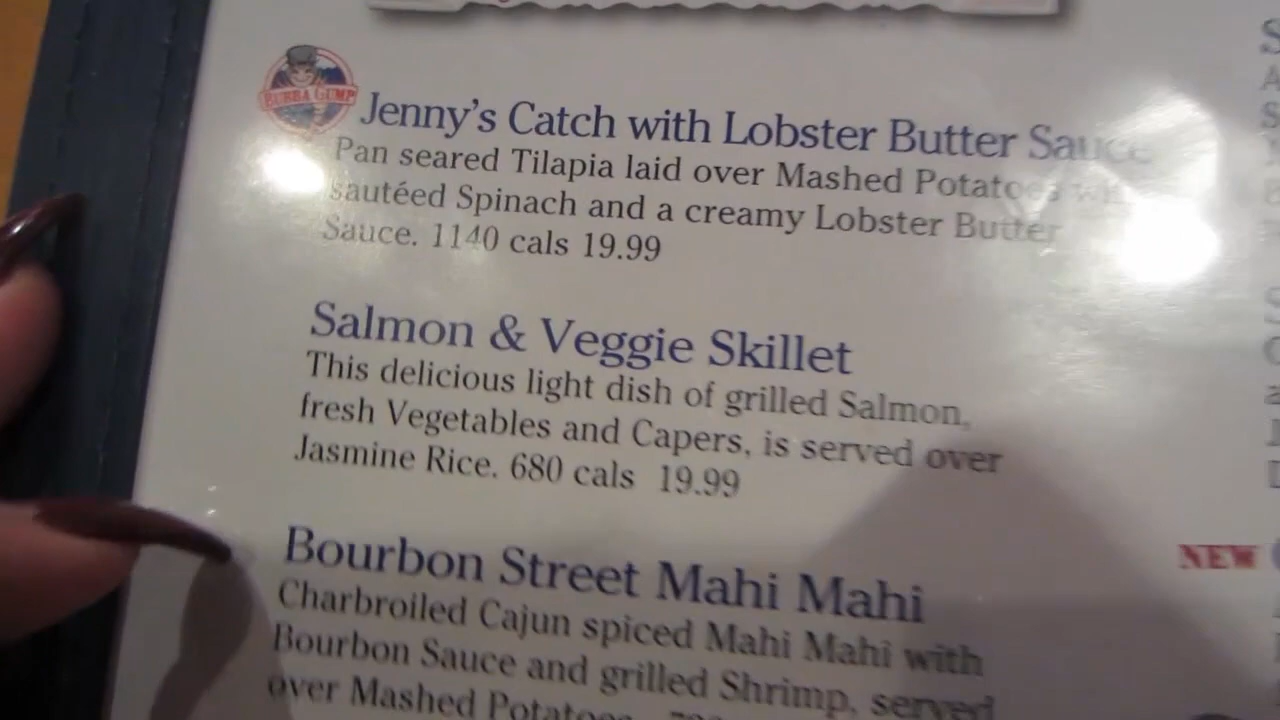 BUBBA GUMP
Jenny's Catch with Lobster Butter Sauce
Pan seared Tilapia laid over Mashed Potatoes with
sautéed Spinach and a creamy Lobster Butter
Sauce. 1140 cals 19.99
Salmon & Veggie Skillet
This delicious light dish of grilled Salmon,
fresh Vegetables and Capers, is served over
Jasmine Rice. 680 cals 19.99
Bourbon Street Mahi Mahi
Charbroiled Cajun spiced Mahi Mahi with
Bourbon Sauce and grilled Shrimp, served
over Mashed Potatoes.
NEW